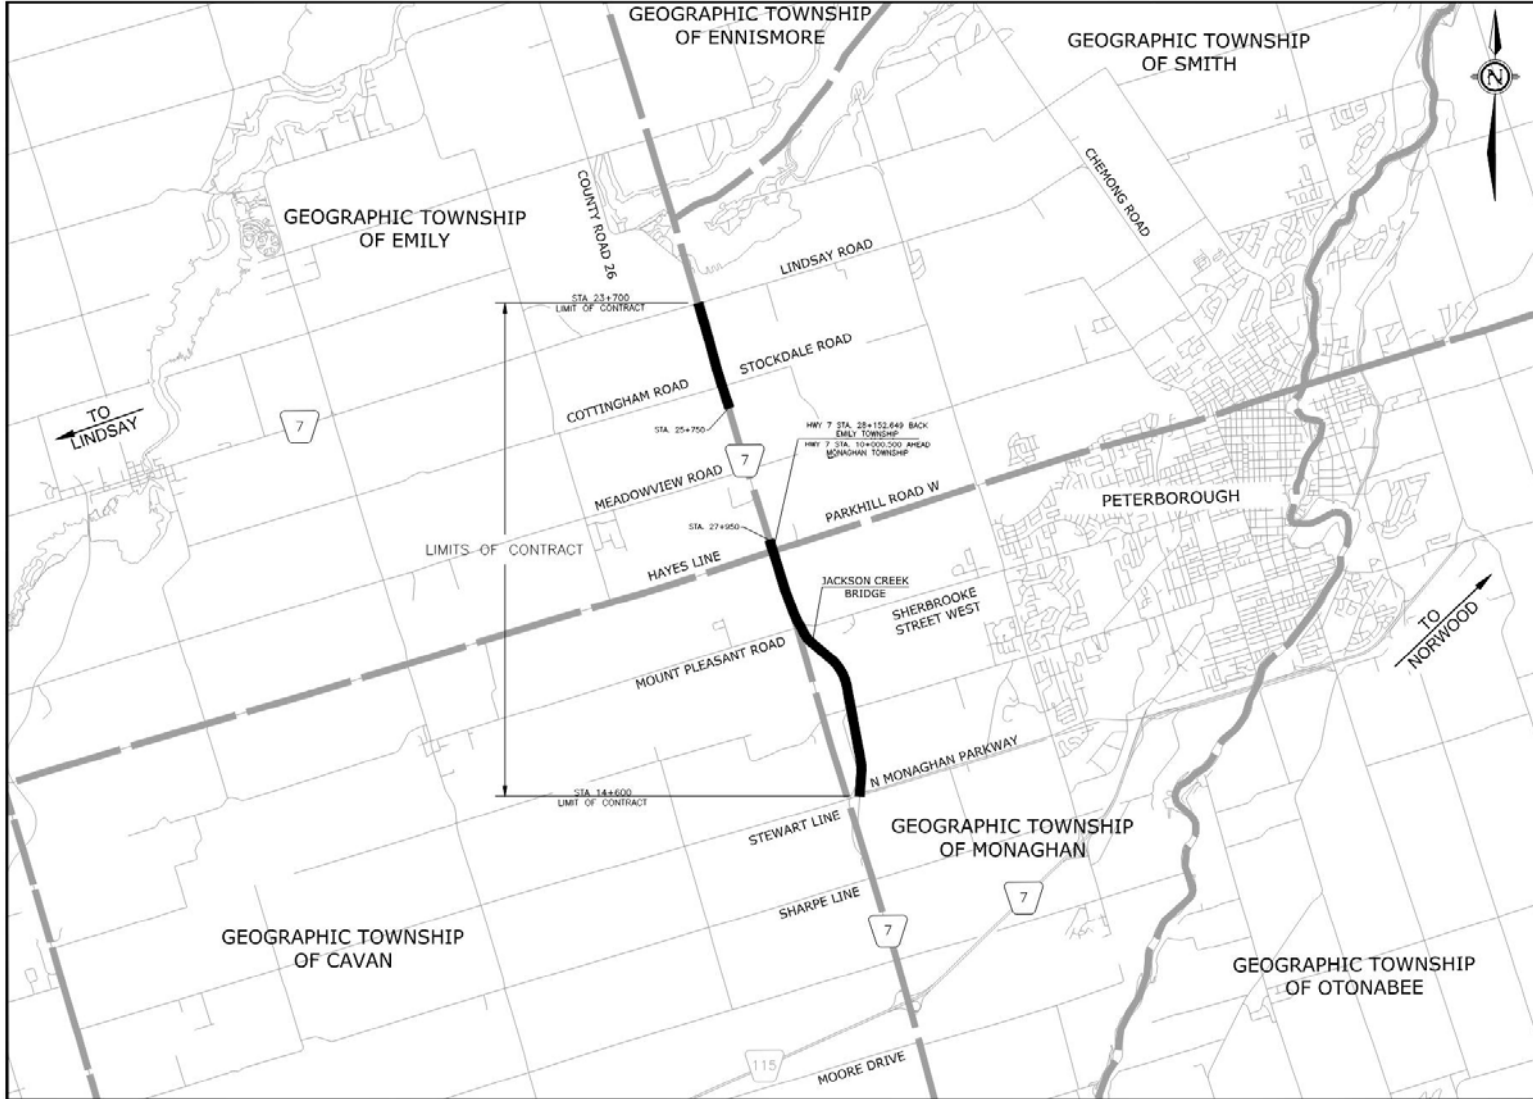 GEOGRAPHIC TOWNSHIP
OF ENNISMORE
GEOGRAPHIC TOWNSHIP
OF SMITH
N
CHEMONG ROAD
COUNTY ROAD 26
GEOGRAPHIC TOWNSHIP
OF EMILY
LINDSAY ROAD
STA. 23+700
LIMIT OF CONTRACT
STOCKDALE ROAD
COTTINGHAM ROAD
TO
LINDSAY
7
STA. 25+750
HWY 7 STA. 28+152.649 BACK
EMILY TOWNSHIP
HWY 7 STA. 10+000.500 AHEAD
MONAGHAN TOWNSHIP
7
MEADOWVIEW ROAD
PARKHILL ROAD W
PETERBOROUGH
STA. 27+950
LIMITS OF CONTRACT
HAYES LINE
JACKSON CREEK
BRIDGE
SHERBROOKE
STREET WEST
TO
NORWOOD
MOUNT PLEASANT ROAD
N MONAGHAN PARKWAY
STA. 14+600
LIMIT OF CONTRACT
STEWART LINE
GEOGRAPHIC TOWNSHIP
OF MONAGHAN
SHARPE LINE
7
7
GEOGRAPHIC TOWNSHIP
OF CAVAN
GEOGRAPHIC TOWNSHIP
OF OTONABEE
115
MOORE DRIVE